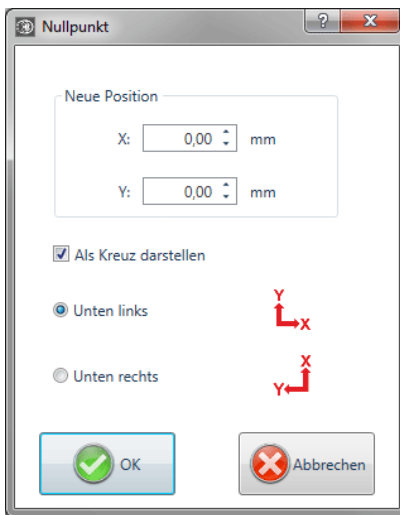 Nullpunkt
?
X
Neue Position
X: 0,00 mm
Y: 0,00 mm
Als Kreuz darstellen
Unten links
Y
X
Unten rechts
X
Y
OK
Abbrechen